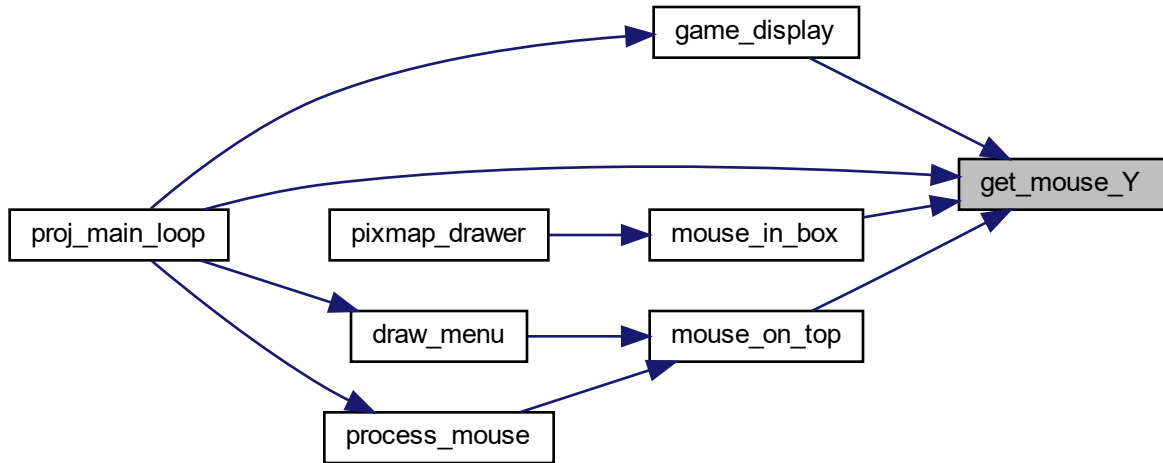 game_display
get_mouse_Y
proj_main_loop
pixmap_drawer
mouse_in_box
draw_menu
mouse_on_top
process_mouse